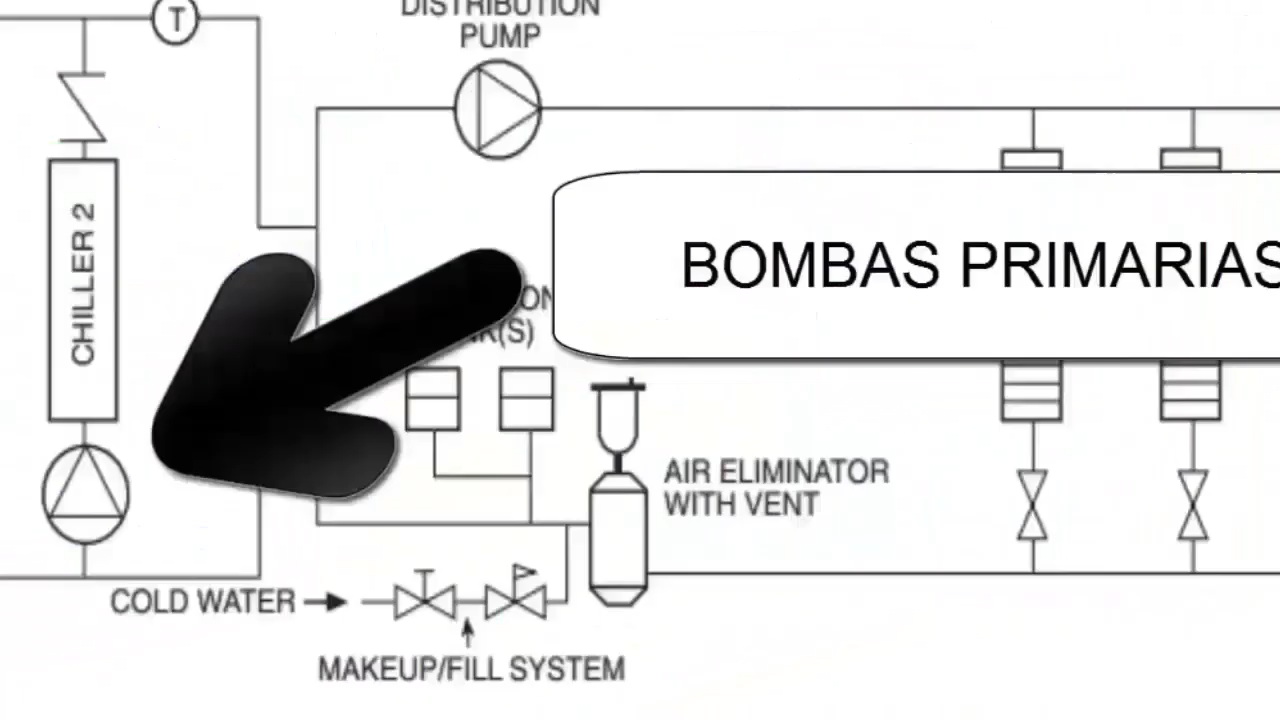 T
DISTRIBUTION
PUMP
CHILLER 2
BOMBAS PRIMARIAS
AIR ELIMINATOR
WITH VENT
COLD WATER
MAKEUP/FILL SYSTEM